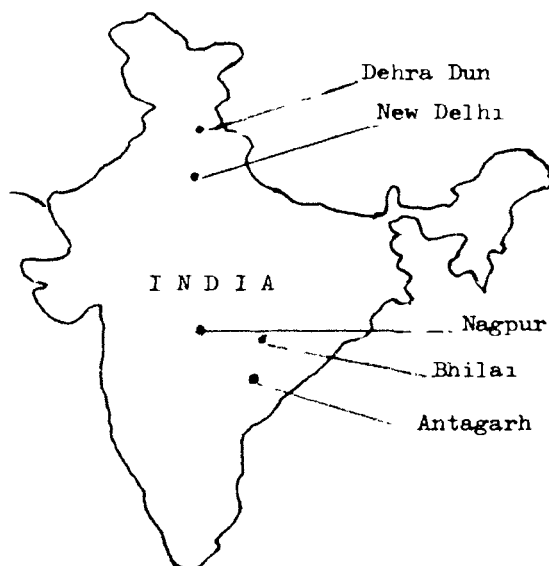 Dehra Dun
New Delhi
I N D I A
Nagpur
Bhilai
Antagarh